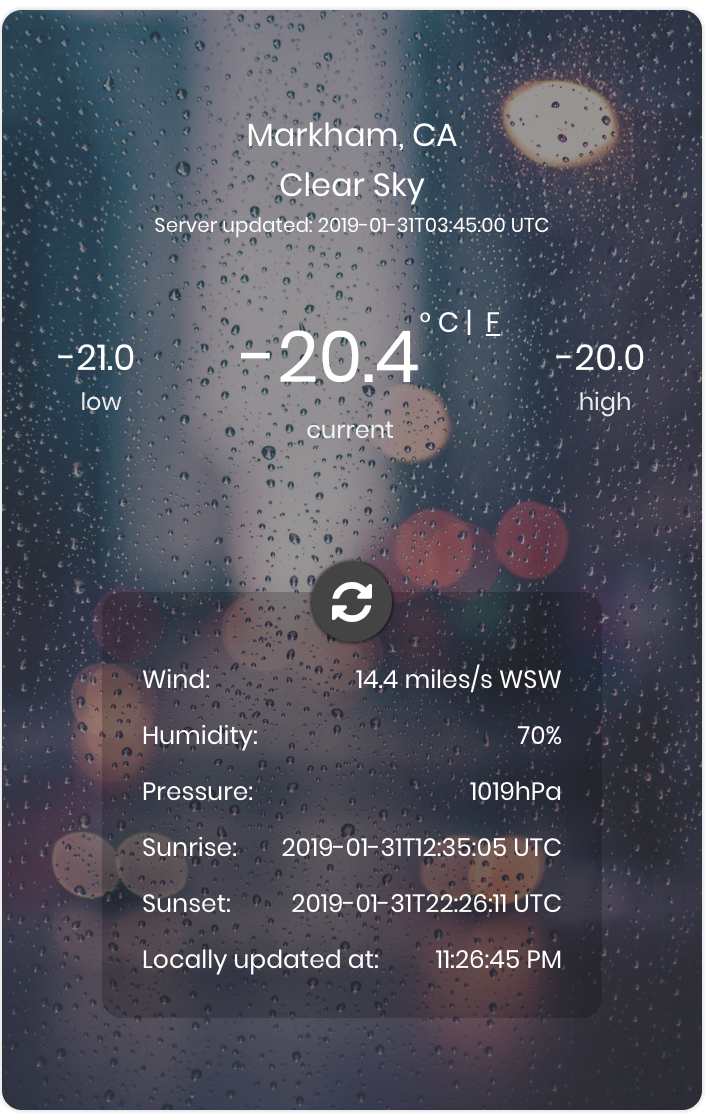 Markham, CA
Clear Sky
Server updated: 2019-01-31T03:45:00 UTC
° C | F
-21.0 -20.4 -20.0
low current high
Wind: 14.4 miles/s WSW
Humidity: 70%
Pressure: 1019hPa
Sunrise: 2019-01-31T12:35:05 UTC
Sunset: 2019-01-31T22:26:11 UTC
Locally updated at: 11:26:45 PM